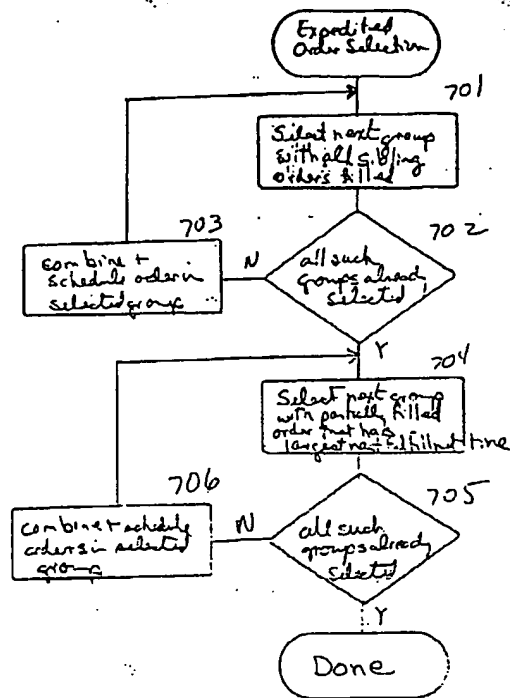 Expedited
Order Selection
701
Select next group
with all sibling
orders filled
702
all such
groups already
selected
N
703
combine +
schedule order in
selected group
Y
704
Select next group
with partially filled
order that has
largest next fulfillment time
705
all such
groups already
selected
N
706
combine + schedule
orders in selected
group
Y
Done